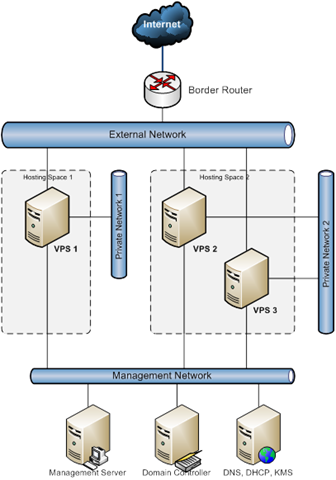 Internet
Border Router
External Network
Hosting Space 1
Hosting Space 2
VPS 1
Private Network 1
VPS 2
Private Network 2
VPS 3
Management Network
Management Server
Domain Controller
DNS, DHCP, KMS